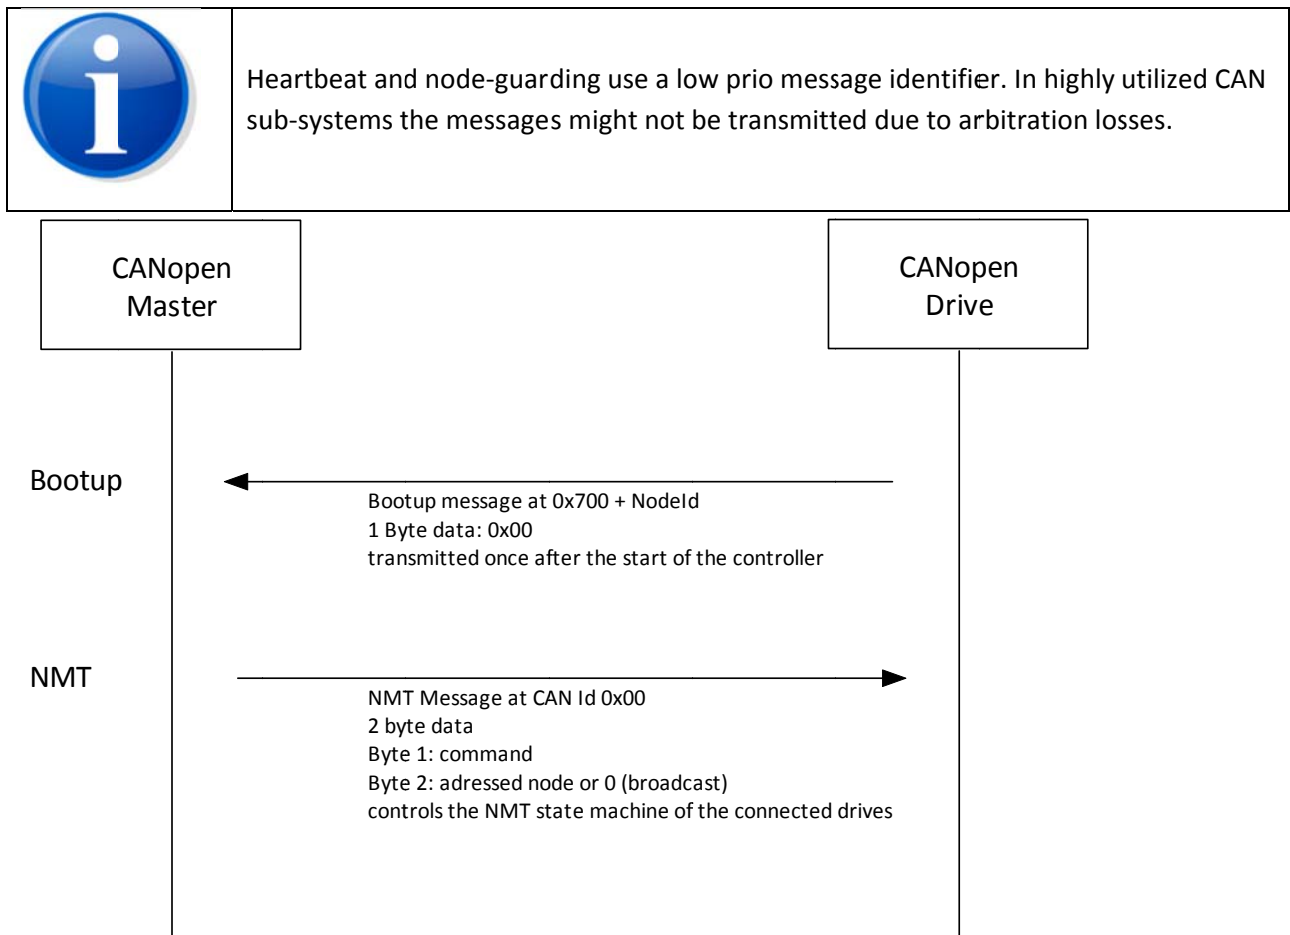 Heartbeat and node-guarding use a low prio message identifier. In highly utilized CAN
sub-systems the messages might not be transmitted due to arbitration losses.
CANopen
Master
CANopen
Drive
Bootup
Bootup message at 0x700 + NodeId
1 Byte data: 0x00
transmitted once after the start of the controller
NMT
NMT Message at CAN Id 0x00
2 byte data
Byte 1: command
Byte 2: adressed node or 0 (broadcast)
controls the NMT state machine of the connected drives